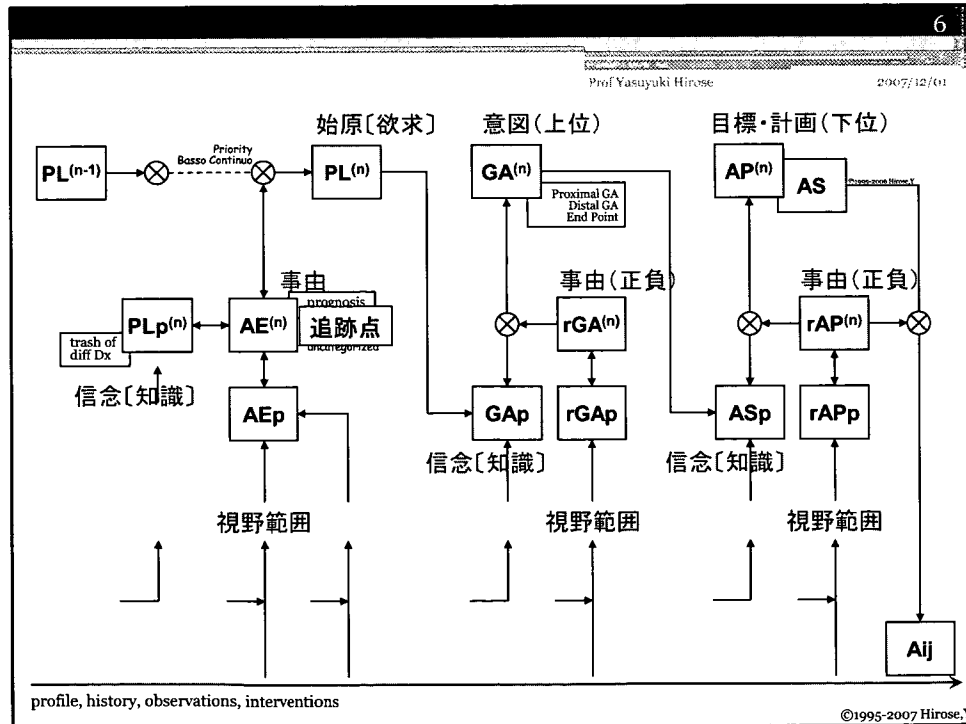 6
Prof Yasuyuki Hirose
2007/12/01
始原〔欲求〕
意図(上位)
目標・計画(下位)
PL(n-1)
Priority
Basso Continuo
PL(n)
GA(n)
Proximal GA
Distal GA
End Point
AP(n)
AS
©1995-2006 Hirose,Y
事由
事由(正負)
事由(正負)
PLp(n)
trash of
diff Dx
AE(n)
prognosis
追跡点
uncategorized
rGA(n)
rAP(n)
信念〔知識〕
AEp
GAp
rGAp
ASp
rAPp
信念〔知識〕
信念〔知識〕
視野範囲
視野範囲
視野範囲
Aij
profile, history, observations, interventions
©1995-2007 Hirose,Y